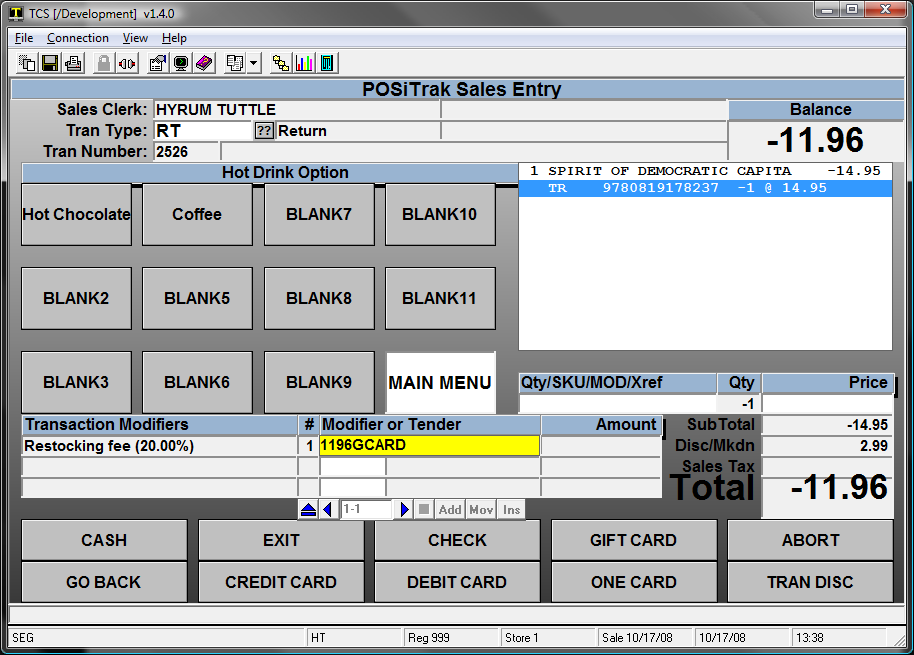 TCS [/Development] v1.4.0
File Connection View Help
POSiTrak Sales Entry
Sales Clerk: HYRUM TUTTLE
Balance
Tran Type: RT ?? Return
-11.96
Tran Number: 2526
Hot Drink Option
1 SPIRIT OF DEMOCRATIC CAPITA -14.95
TR 9780819178237 -1 @ 14.95
Hot Chocolate Coffee BLANK7 BLANK10
BLANK2 BLANK5 BLANK8 BLANK11
BLANK3 BLANK6 BLANK9 MAIN MENU
Qty/SKU/MOD/Xref Qty Price
-1
Transaction Modifiers # Modifier or Tender Amount
SubTotal -14.95
Restocking fee (20.00%) 1 1196GCARD
Disc/Mkdn 2.99
Sales Tax
Total -11.96
1-1 Add Mov Ins
CASH EXIT CHECK GIFT CARD ABORT
GO BACK CREDIT CARD DEBIT CARD ONE CARD TRAN DISC
SEG HT Reg 999 Store 1 Sale 10/17/08 10/17/08 13:38